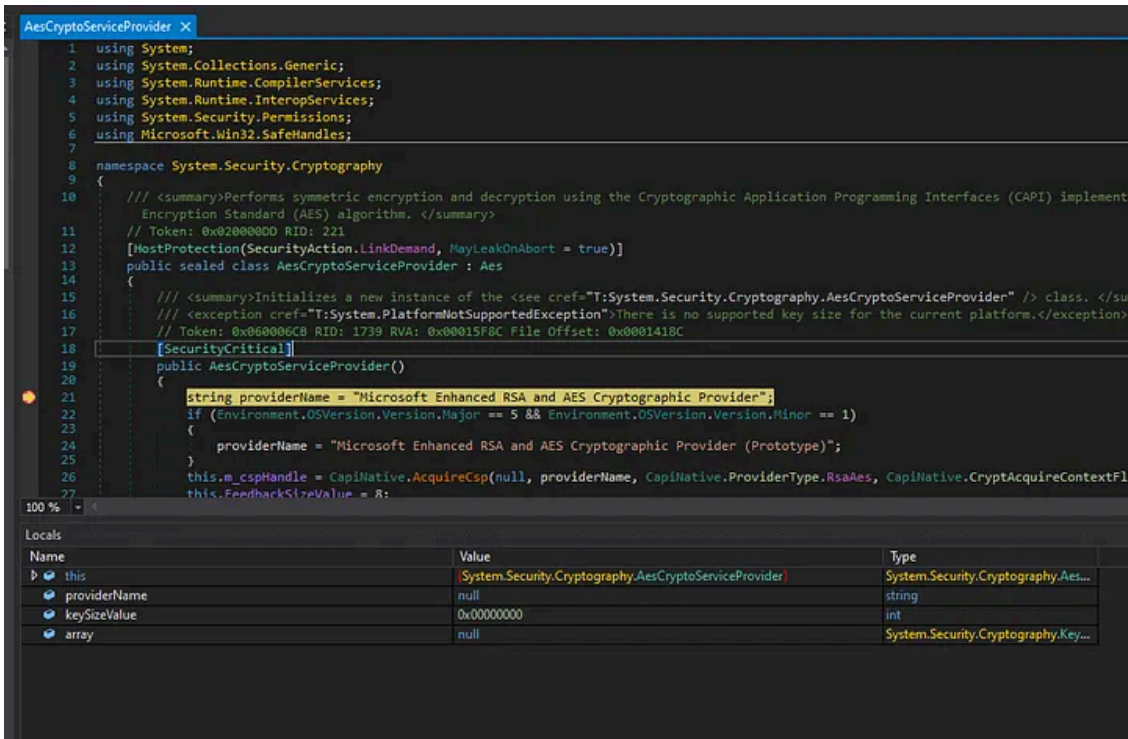 AesCryptoServiceProvider ✕
1 using System;
2 using System.Collections.Generic;
3 using System.Runtime.CompilerServices;
4 using System.Runtime.InteropServices;
5 using System.Security.Permissions;
6 using Microsoft.Win32.SafeHandles;
7
8 namespace System.Security.Cryptography
9 {
10 /// <summary>Performs symmetric encryption and decryption using the Cryptographic Application Programming Interfaces (CAPI) implement
Encryption Standard (AES) algorithm. </summary>
11 // Token: 0x020000DD RID: 221
12 [HostProtection(SecurityAction.LinkDemand, MayLeakOnAbort = true)]
13 public sealed class AesCryptoServiceProvider : Aes
14 {
15 /// <summary>Initializes a new instance of the <see cref="T:System.Security.Cryptography.AesCryptoServiceProvider" /> class. </su
16 /// <exception cref="T:System.PlatformNotSupportedException">There is no supported key size for the current platform.</exception>
17 // Token: 0x060006CB RID: 1739 RVA: 0x00015F8C File Offset: 0x0001418C
18 [SecurityCritical]
19 public AesCryptoServiceProvider()
20 {
21 string providerName = "Microsoft Enhanced RSA and AES Cryptographic Provider";
22 if (Environment.OSVersion.Version.Major == 5 && Environment.OSVersion.Version.Minor == 1)
23 {
24 providerName = "Microsoft Enhanced RSA and AES Cryptographic Provider (Prototype)";
25 }
26 this.m_cspHandle = CapiNative.AcquireCsp(null, providerName, CapiNative.ProviderType.RsaAes, CapiNative.CryptAcquireContextFl
27 this.FeedbackSizeValue = 8;
100 %
Locals
Name Value Type
this {System.Security.Cryptography.AesCryptoServiceProvider} System.Security.Cryptography.Aes...
providerName null string
keySizeValue 0x00000000 int
array null System.Security.Cryptography.Key...